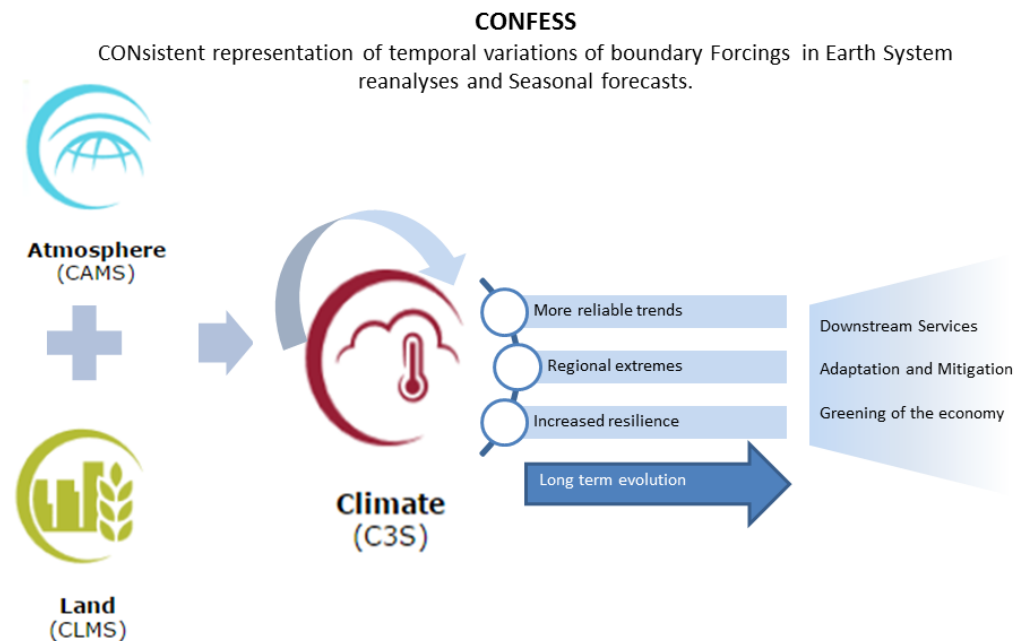 CONFESS
CONsistent representation of temporal variations of boundary Forcings in Earth System
reanalyses and Seasonal forecasts.
Atmosphere
(CAMS)
Land
(CLMS)
Climate
(C3S)
More reliable trends
Regional extremes
Increased resilience
Long term evolution
Downstream Services
Adaptation and Mitigation
Greening of the economy